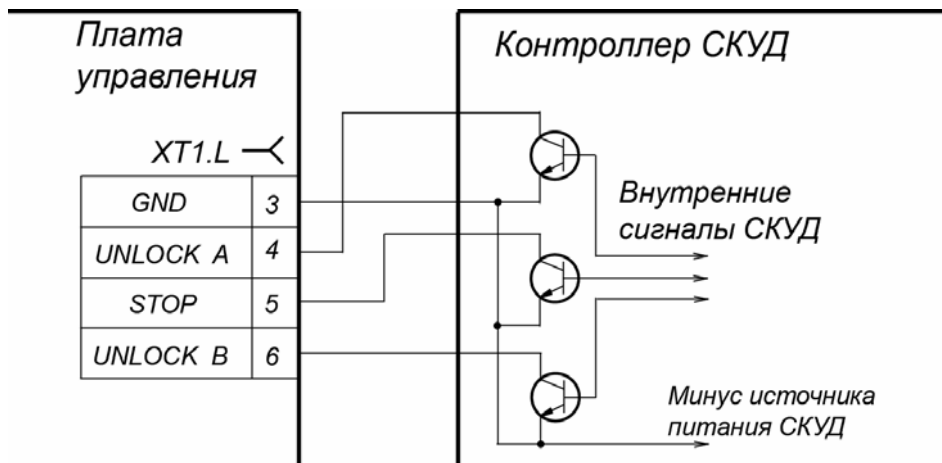 Плата
управления
Контроллер СКУД
XT1.L
GND 3
UNLOCK A 4
STOP 5
UNLOCK B 6
Внутренние
сигналы СКУД
Минус источника
питания СКУД